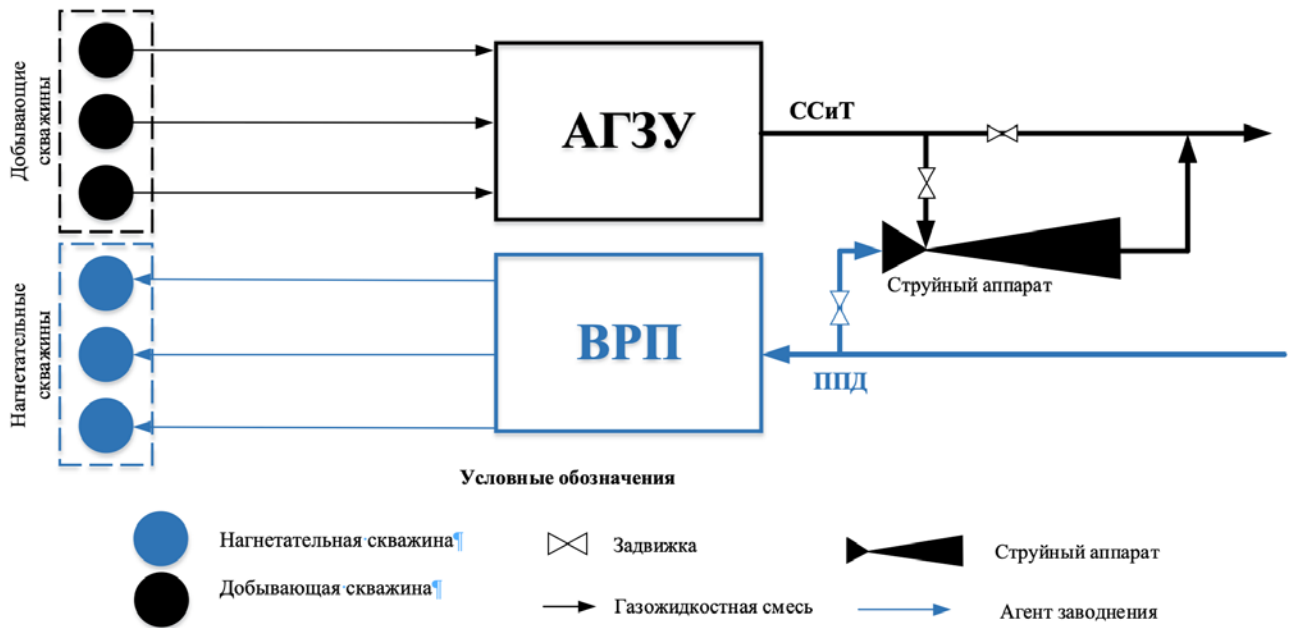 Добывающие
скважины
АГЗУ
ССиТ
Струйный аппарат
Нагнетательные
скважины
ВРП
ППД
Условные обозначения
Нагнетательная·скважина¶
Задвижка
Струйный аппарат
Добывающая·скважина¶
Газожидкостная смесь
Агент заводнения